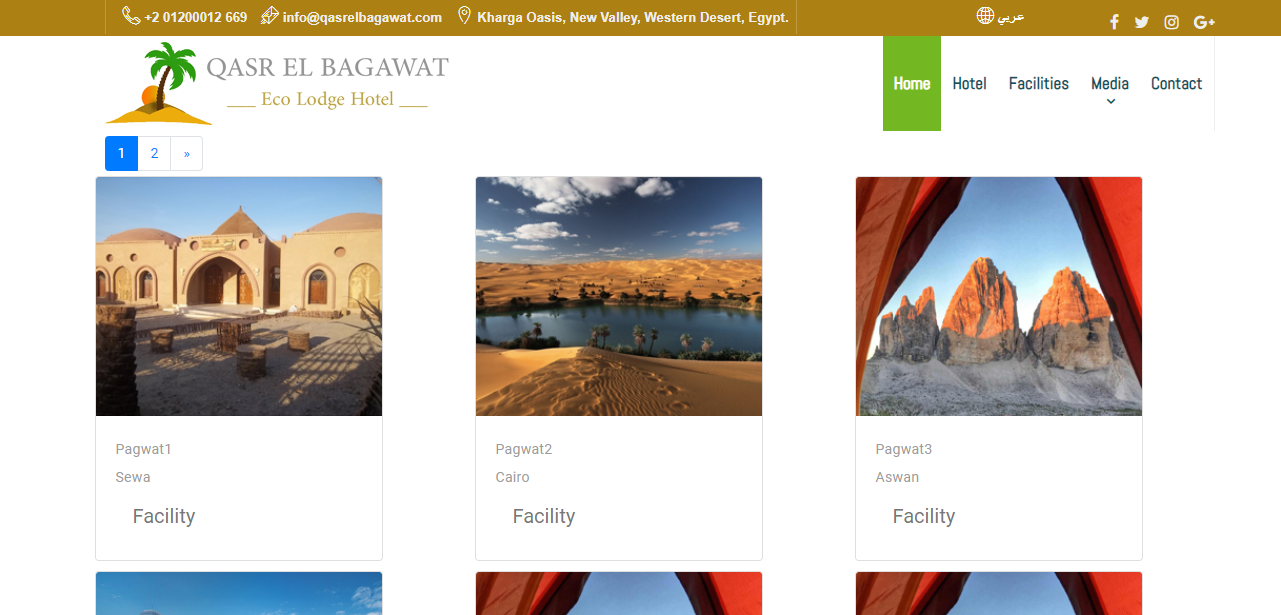 +2 01200012 669 info@qasrelbagawat.com Kharga Oasis, New Valley, Western Desert, Egypt. عربي
QASR EL BAGAWAT
Eco Lodge Hotel
Home Hotel Facilities Media Contact
1 2 »
Pagwat1 Pagwat2 Pagwat3
Sewa Cairo Aswan
Facility Facility Facility